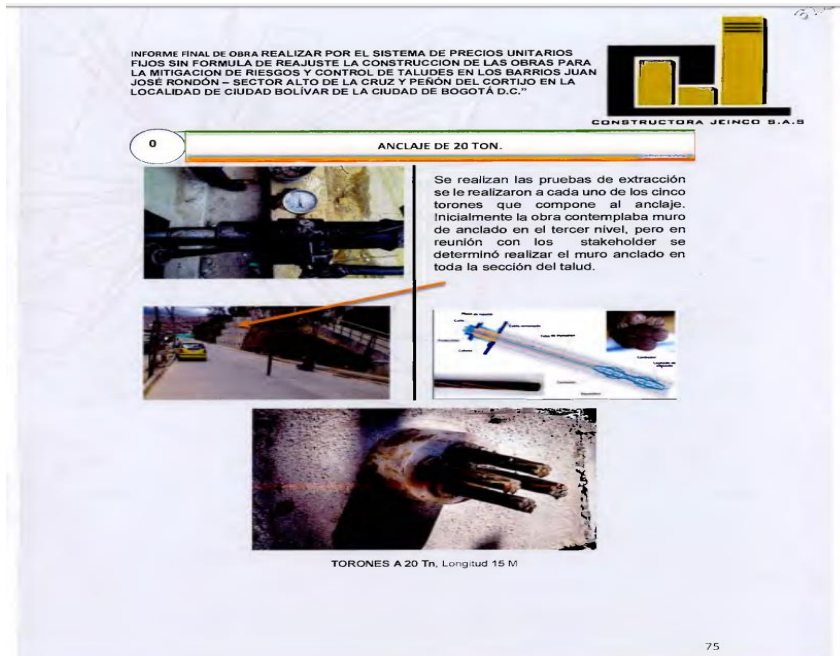 INFORME FINAL DE OBRA REALIZAR POR EL SISTEMA DE PRECIOS UNITARIOS
FIJOS SIN FORMULA DE REAJUSTE LA CONSTRUCCION DE LAS OBRAS PARA
LA MITIGACION DE RIESGOS Y CONTROL DE TALUDES EN LOS BARRIOS JUAN
JOSÉ RONDÓN – SECTOR ALTO DE LA CRUZ Y PEÑÓN DEL CORTIJO EN LA
LOCALIDAD DE CIUDAD BOLÍVAR DE LA CIUDAD DE BOGOTÁ D.C."
CONSTRUCTORA JEINCO S.A.S
0
ANCLAJE DE 20 TON.
Se realizan las pruebas de extracción
se le realizaron a cada uno de los cinco
torones que compone al anclaje.
Inicialmente la obra contemplaba muro
de anclado en el tercer nivel, pero en
reunión con los stakeholder se
determinó realizar el muro anclado en
toda la sección del talud.
TORONES A 20 Tn, Longitud 15 M
75